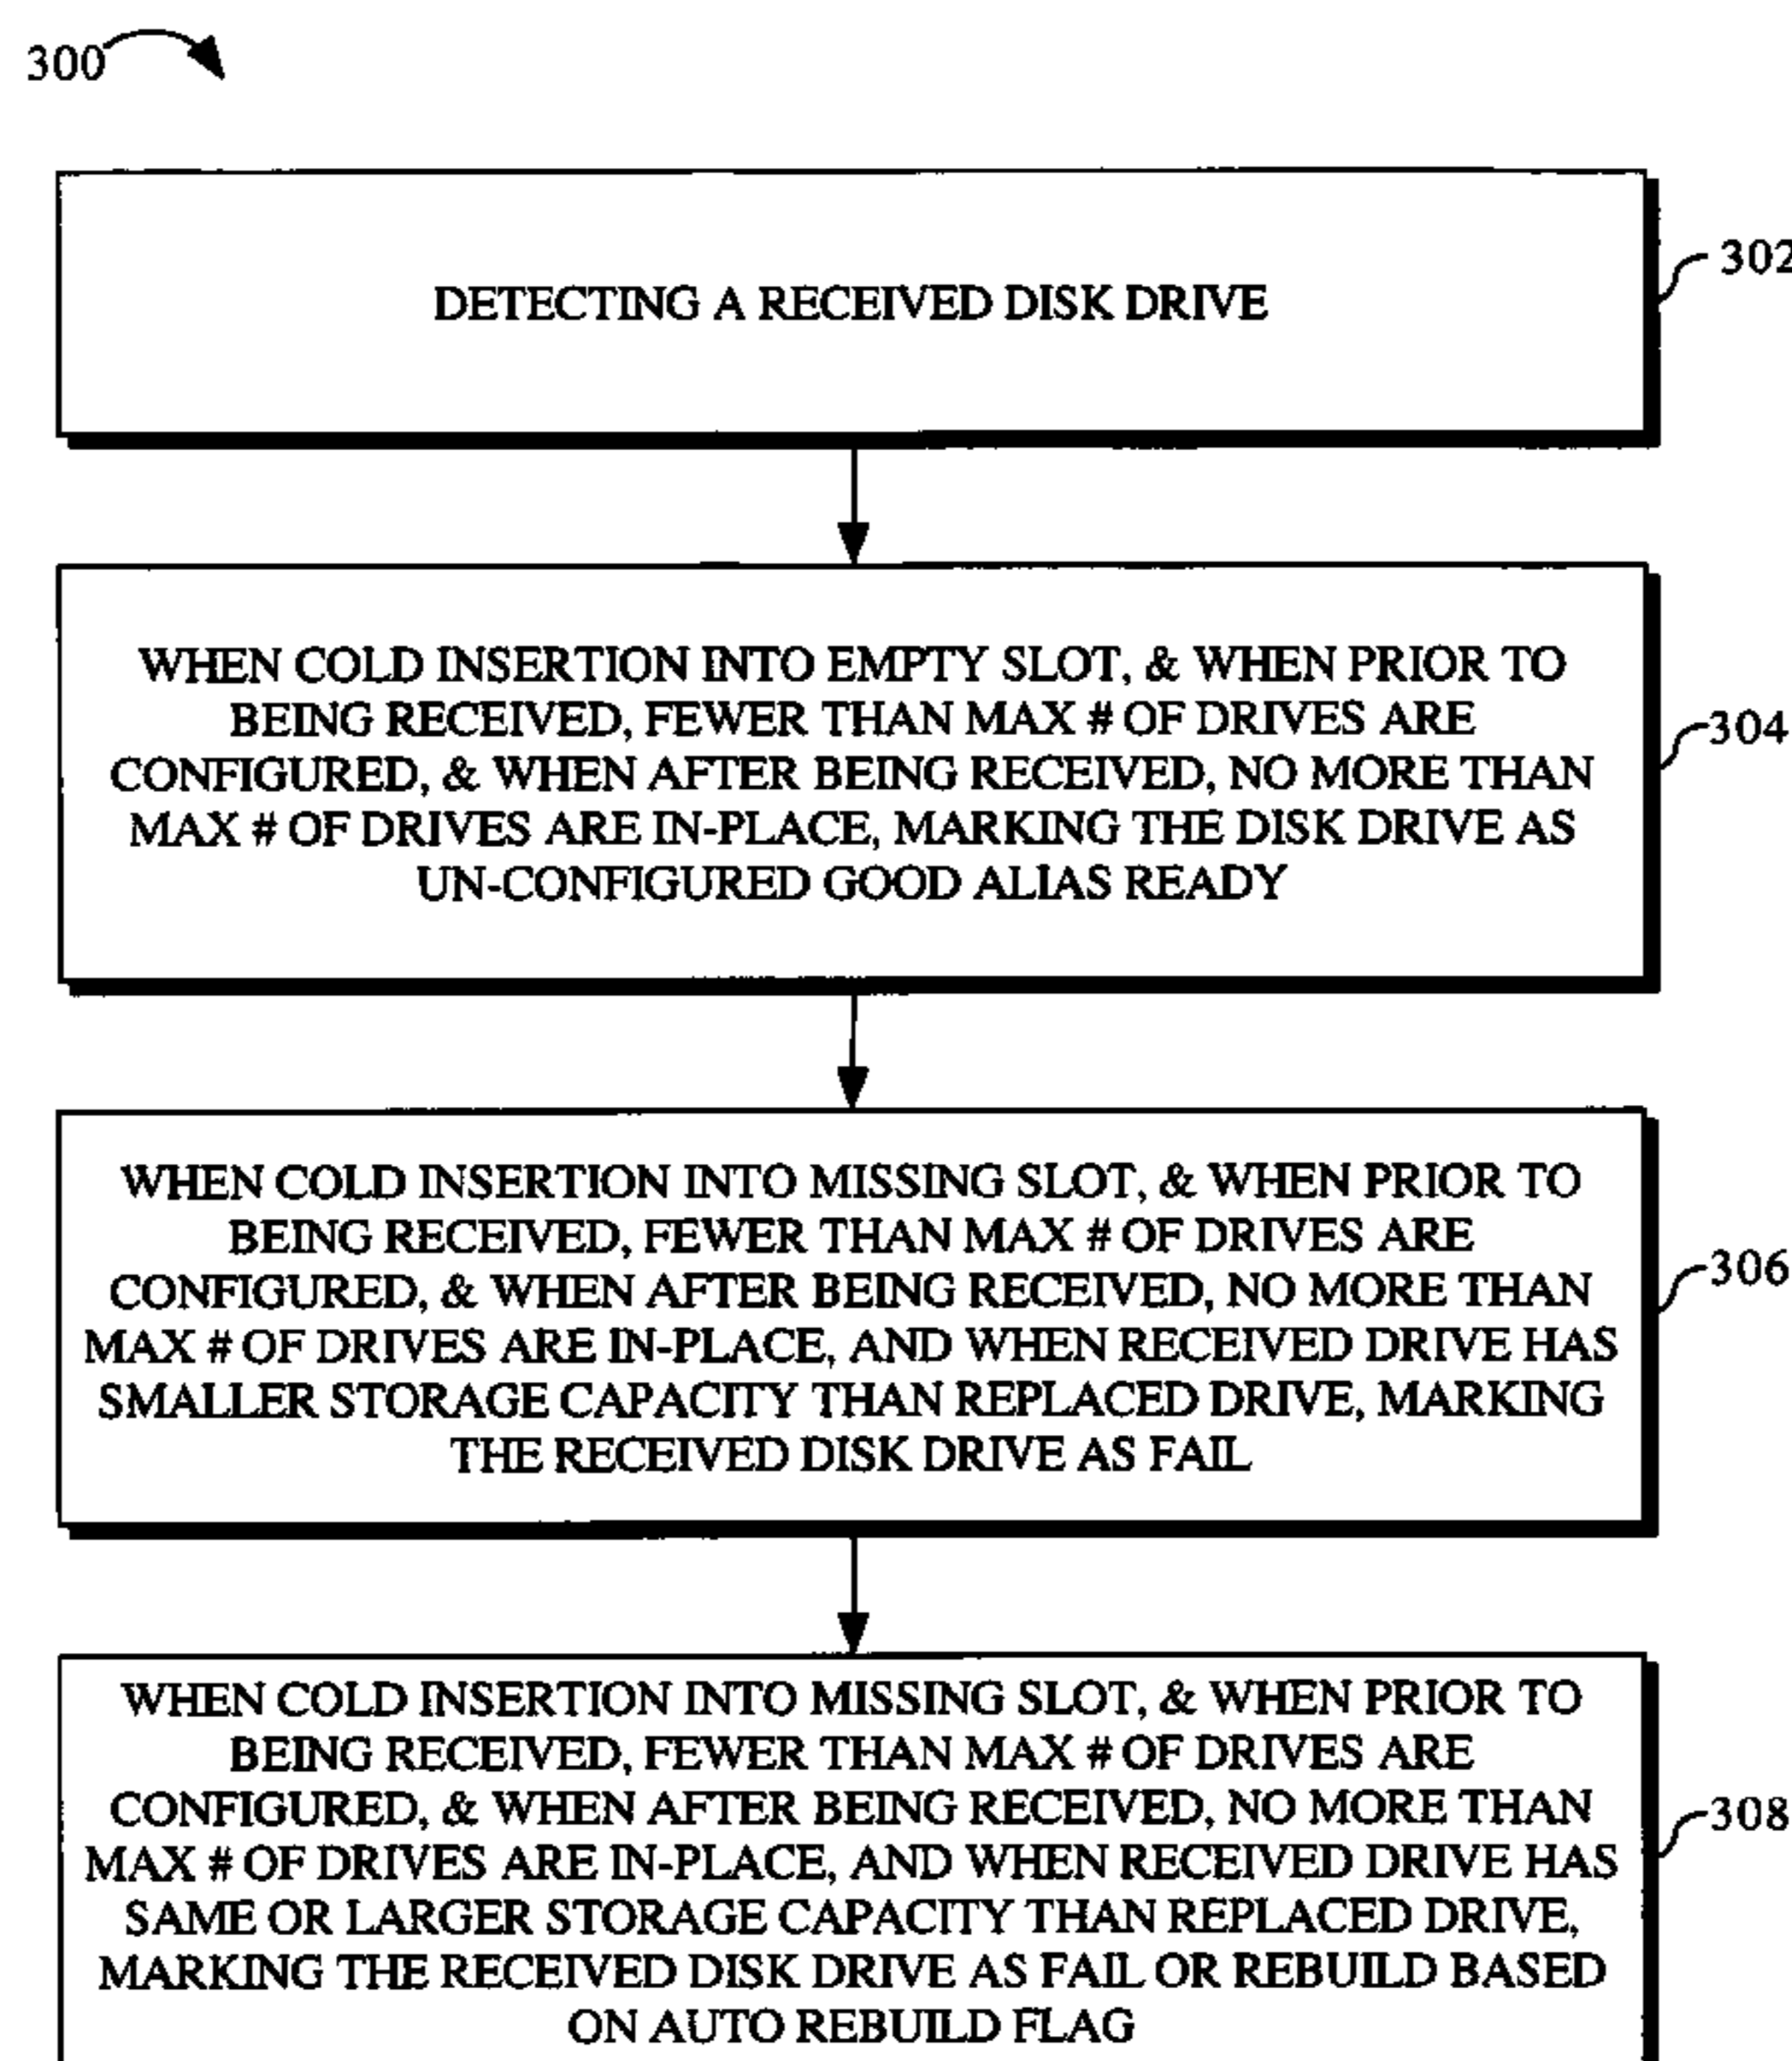 300
DETECTING A RECEIVED DISK DRIVE
302
WHEN COLD INSERTION INTO EMPTY SLOT, & WHEN PRIOR TO
BEING RECEIVED, FEWER THAN MAX # OF DRIVES ARE
CONFIGURED, & WHEN AFTER BEING RECEIVED, NO MORE THAN
MAX # OF DRIVES ARE IN-PLACE, MARKING THE DISK DRIVE AS
UN-CONFIGURED GOOD ALIAS READY
304
WHEN COLD INSERTION INTO MISSING SLOT, & WHEN PRIOR TO
BEING RECEIVED, FEWER THAN MAX # OF DRIVES ARE
CONFIGURED, & WHEN AFTER BEING RECEIVED, NO MORE THAN
MAX # OF DRIVES ARE IN-PLACE, AND WHEN RECEIVED DRIVE HAS
SMALLER STORAGE CAPACITY THAN REPLACED DRIVE, MARKING
THE RECEIVED DISK DRIVE AS FAIL
306
WHEN COLD INSERTION INTO MISSING SLOT, & WHEN PRIOR TO
BEING RECEIVED, FEWER THAN MAX # OF DRIVES ARE
CONFIGURED, & WHEN AFTER BEING RECEIVED, NO MORE THAN
MAX # OF DRIVES ARE IN-PLACE, AND WHEN RECEIVED DRIVE HAS
SAME OR LARGER STORAGE CAPACITY THAN REPLACED DRIVE,
MARKING THE RECEIVED DISK DRIVE AS FAIL OR REBUILD BASED
ON AUTO REBUILD FLAG
308